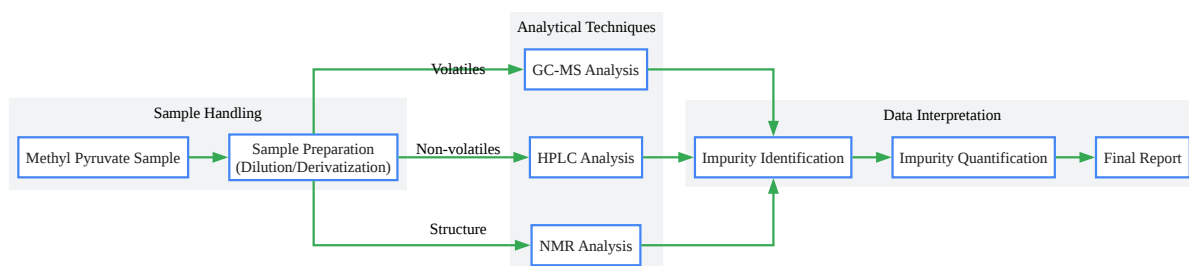 Analytical Techniques
Volatiles
GC-MS Analysis
Sample Handling
Data Interpretation
Methyl Pyruvate Sample
Sample Preparation
(Dilution/Derivatization)
Non-volatiles
HPLC Analysis
Impurity Identification
Impurity Quantification
Final Report
Structure
NMR Analysis